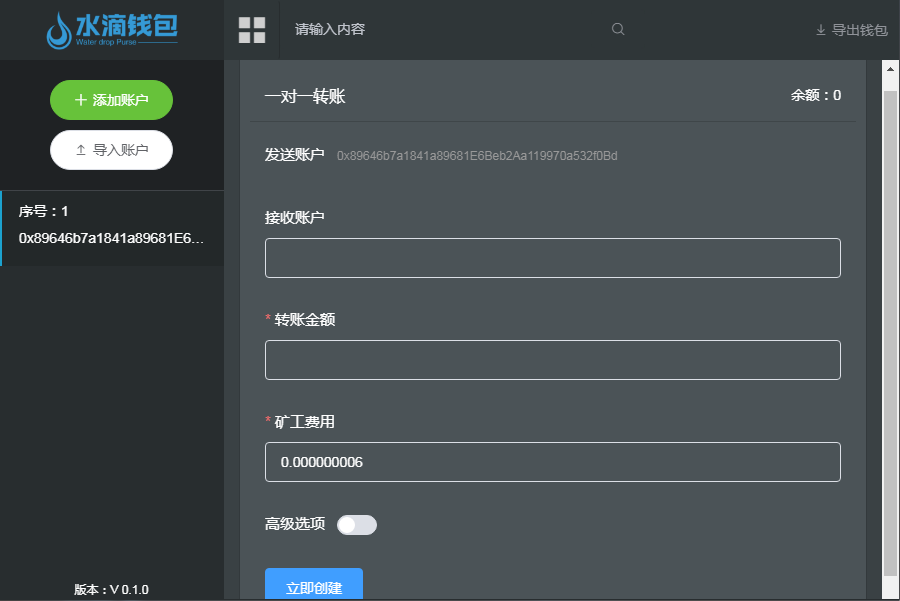 水滴钱包
Water drop Purse
请输入内容
导出钱包
添加账户
导入账户
序号：1
0x89646b7a1841a89681E6...
版本：V 0.1.0
一对一转账
余额：0
发送账户 0x89646b7a1841a89681E6Beb2Aa119970a532f0Bd
接收账户
* 转账金额
* 矿工费用
0.000000006
高级选项
立即创建